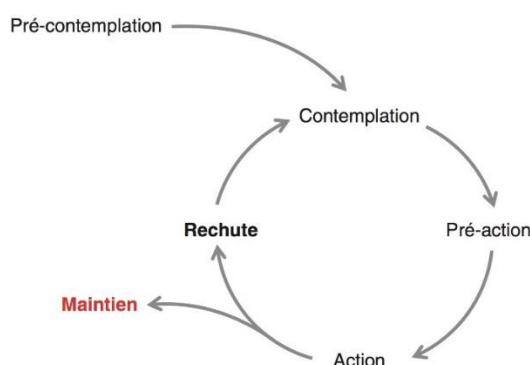 Pré-contemplation
Contemplation
Rechute
Pré-action
Maintien
Action